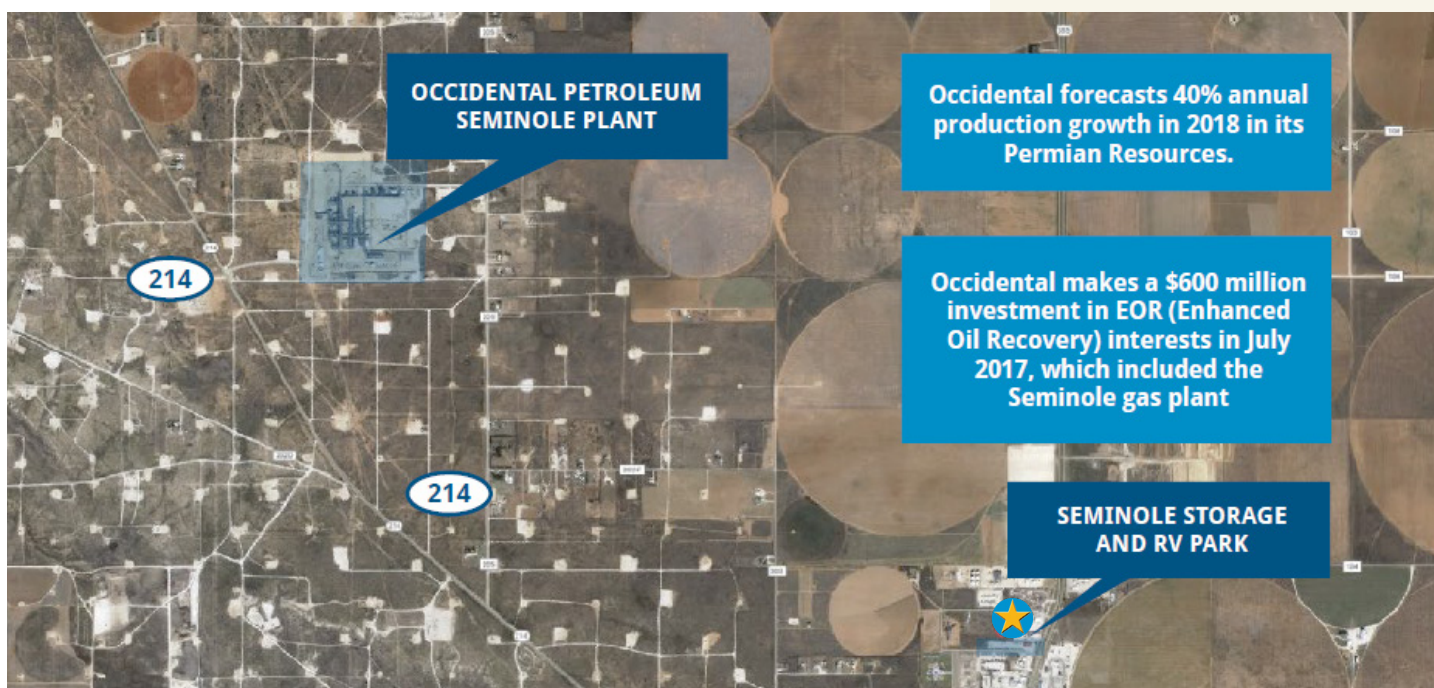 OCCIDENTAL PETROLEUM
SEMINOLE PLANT
Occidental forecasts 40% annual
production growth in 2018 in its
Permian Resources.
214
Occidental makes a $600 million
investment in EOR (Enhanced
Oil Recovery) interests in July
2017, which included the
Seminole gas plant
214
SEMINOLE STORAGE
AND RV PARK
214